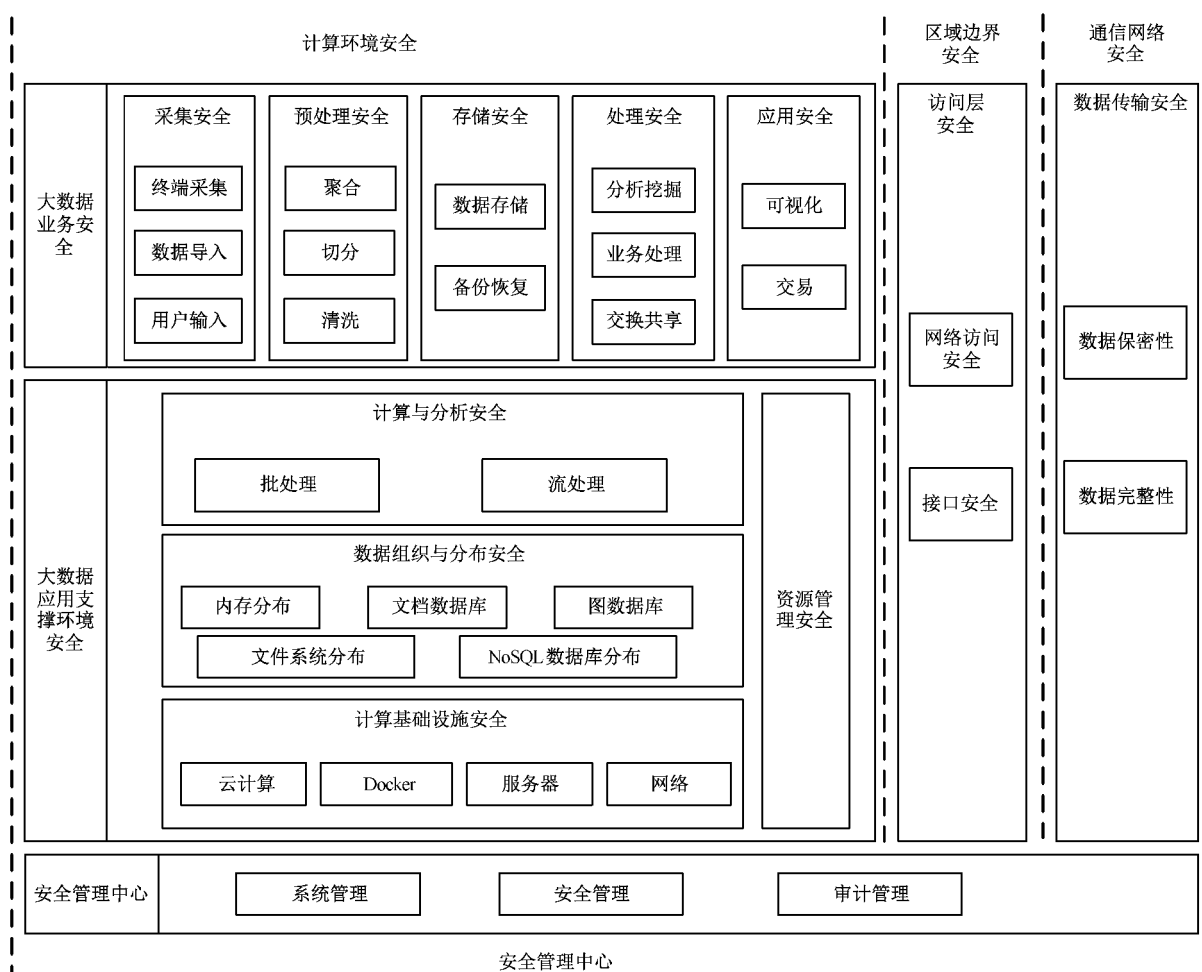 计算环境安全
区域边界
安全
通信网络
安全
大数据
业务安
全
采集安全
终端采集
数据导入
用户输入
预处理安全
聚合
切分
清洗
存储安全
数据存储
备份恢复
处理安全
分析挖掘
业务处理
交换共享
应用安全
可视化
交易
大数据
应用支
撑环境
安全
计算与分析安全
批处理
流处理
数据组织与分布安全
内存分布
文档数据库
图数据库
文件系统分布
NoSQL数据库分布
计算基础设施安全
云计算
Docker
服务器
网络
资源管
理安全
访问层
安全
网络访问
安全
接口安全
数据传输安全
数据保密性
数据完整性
安全管理中心
系统管理
安全管理
审计管理
安全管理中心